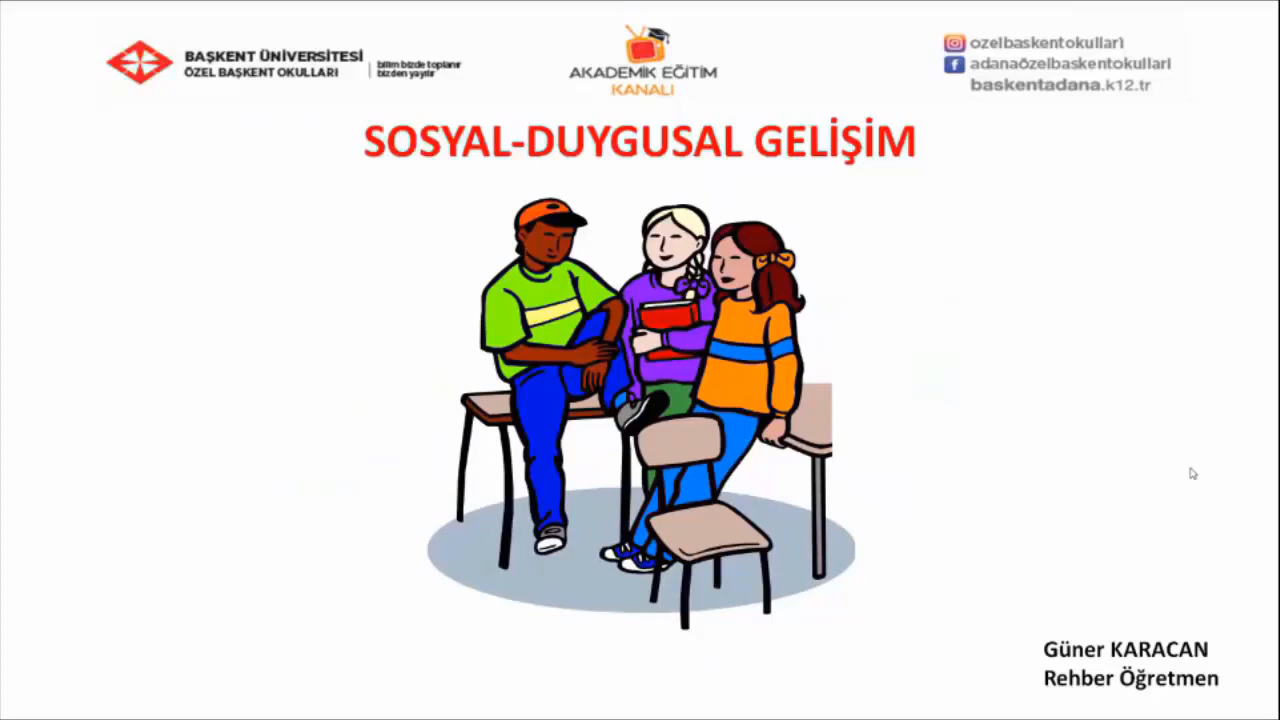 BAŞKENT ÜNİVERSİTESİ
ÖZEL BAŞKENT OKULLARI
bilim bizde toplanır
bizden yayılır
AKADEMİK EĞİTİM
KANALI
ozelbaskentokullari
adanaözelbaskentokullari
baskentadana.k12.tr
SOSYAL-DUYGUSAL GELİŞİM
Güner KARACAN
Rehber Öğretmen